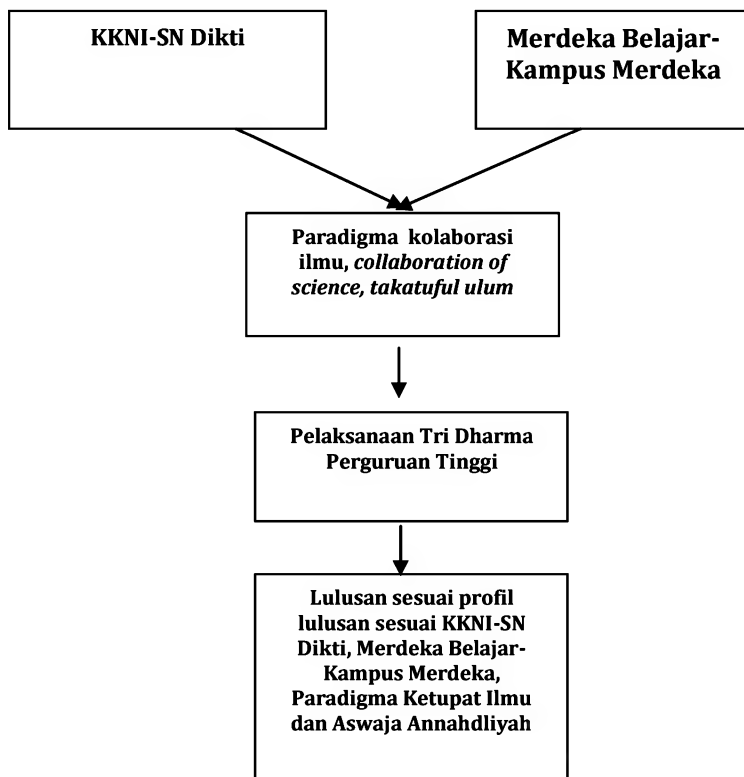 KKNI-SN Dikti
Merdeka Belajar-
Kampus Merdeka
Paradigma kolaborasi
ilmu, collaboration of
science, takatuful ulum
Pelaksanaan Tri Dharma
Perguruan Tinggi
Lulusan sesuai profil
lulusan sesuai KKNI-SN
Dikti, Merdeka Belajar-
Kampus Merdeka,
Paradigma Ketupat Ilmu
dan Aswaja Annahdliyah